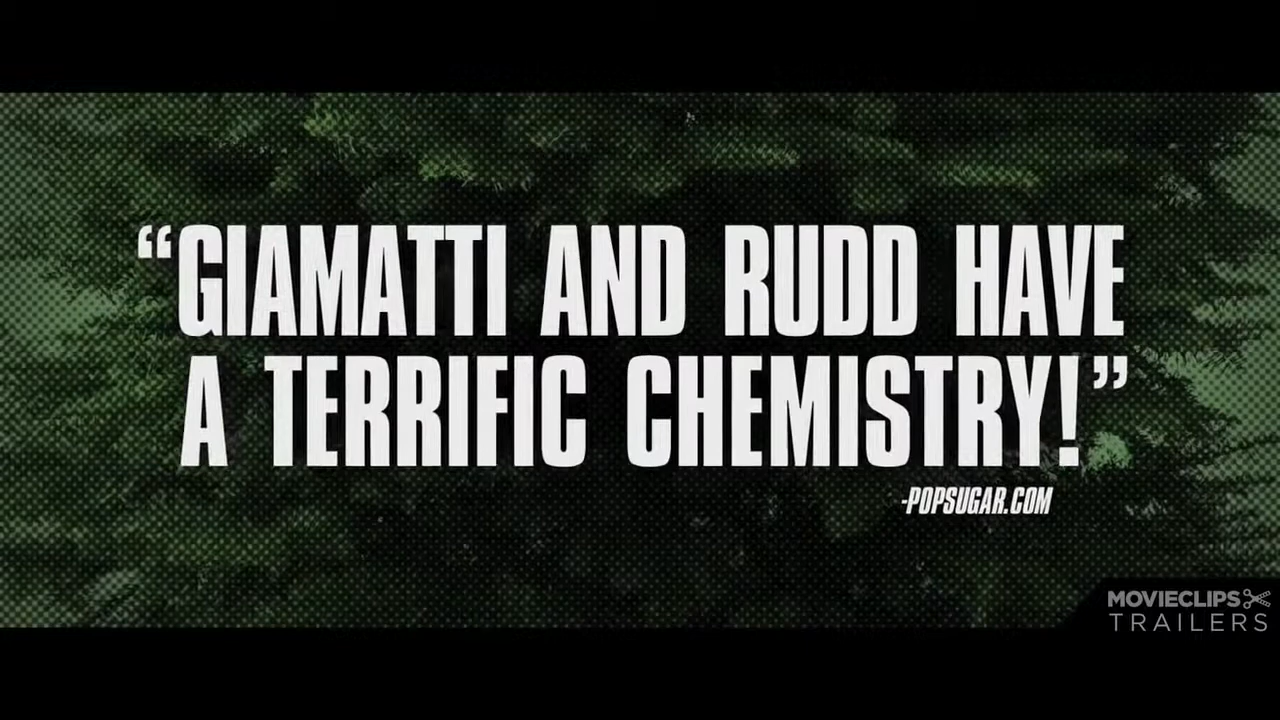 “GIAMATTI AND RUDD HAVE
A TERRIFIC CHEMISTRY!”
-POPSUGAR.COM
MOVIECLIPS
TRAILERS